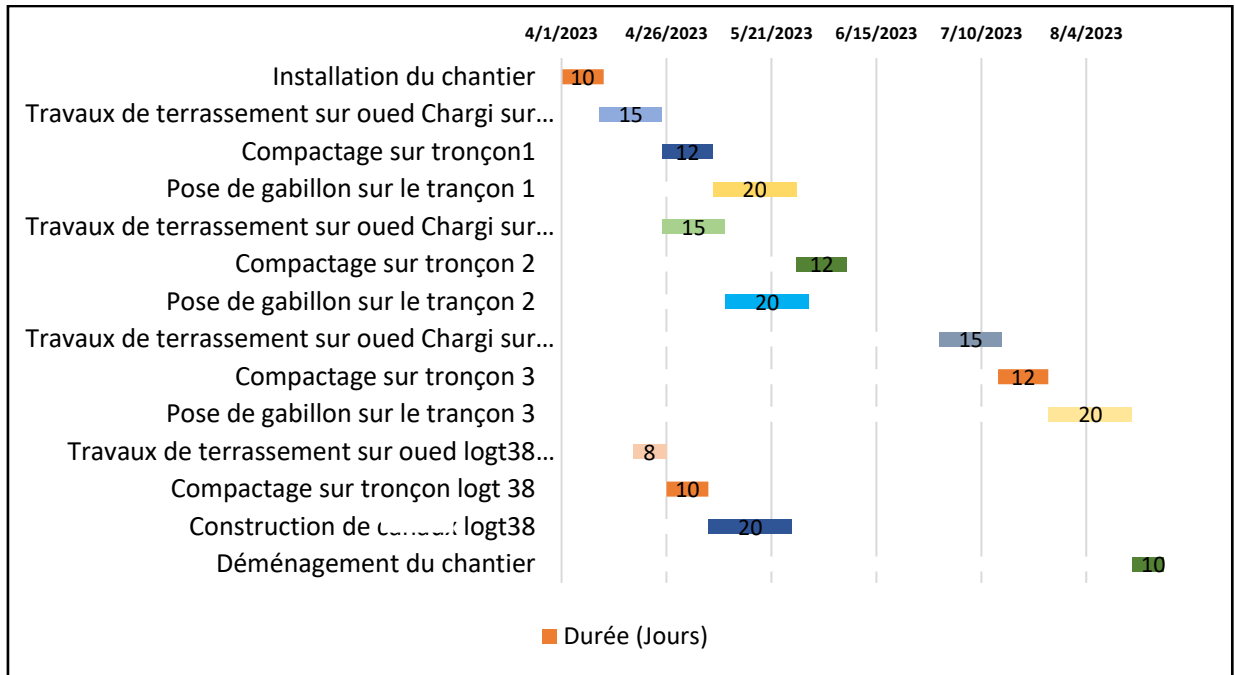 4/1/2023 4/26/2023 5/21/2023 6/15/2023 7/10/2023 8/4/2023
Installation du chantier 10
Travaux de terrassement sur oued Chargi sur... 15
Compactage sur tronçon1 12
Pose de gabillon sur le trançon 1 20
Travaux de terrassement sur oued Chargi sur... 15
Compactage sur tronçon 2 12
Pose de gabillon sur le trançon 2 20
Travaux de terrassement sur oued Chargi sur... 15
Compactage sur tronçon 3 12
Pose de gabillon sur le trançon 3 20
Travaux de terrassement sur oued logt38... 8
Compactage sur tronçon logt 38 10
Construction de logt38 20
Déménagement du chantier 10
Durée (Jours)